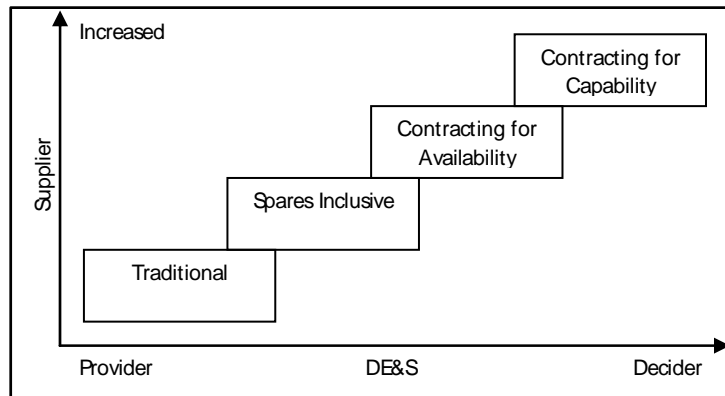 Increased
Contracting for
Capability
Contracting for
Availability
Supplier
Spares Inclusive
Traditional
Provider
DE&S
Decider